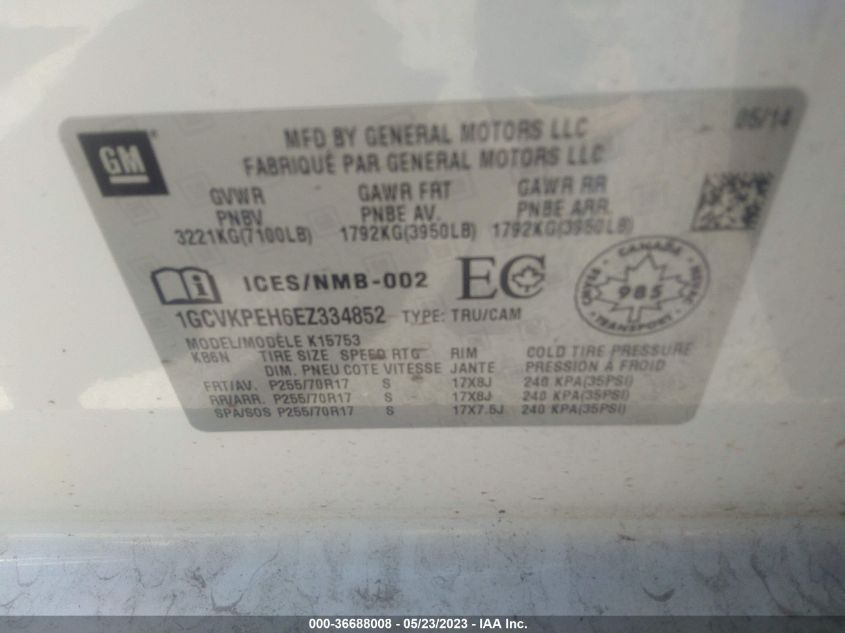 GM
MFD BY GENERAL MOTORS LLC 05/14
FABRIQUÉ PAR GENERAL MOTORS LLC
GVWR GAWR FRT GAWR RR
PNBV PNBE AV. PNBE ARR.
3221KG(7100LB) 1792KG(3950LB) 1792KG(3950LB)
ICES/NMB-002 EC
CANADA
985
TRANSPORT
1GCVKPEH6EZ334852 TYPE: TRU/CAM
MODEL/MODÈLE K15753
K86N TIRE SIZE SPEED RTG RIM COLD TIRE PRESSURE
DIM. PNEU COTE VITESSE JANTE PRESSION À FROID
FRT/AV. P255/70R17 S 17X8J 240 KPA(35PSI)
RR/ARR. P255/70R17 S 17X8J 240 KPA(35PSI)
SPA/SOS P255/70R17 S 17X7.5J 240 KPA(35PSI)
000-36688008 - 05/23/2023 - IAA Inc.